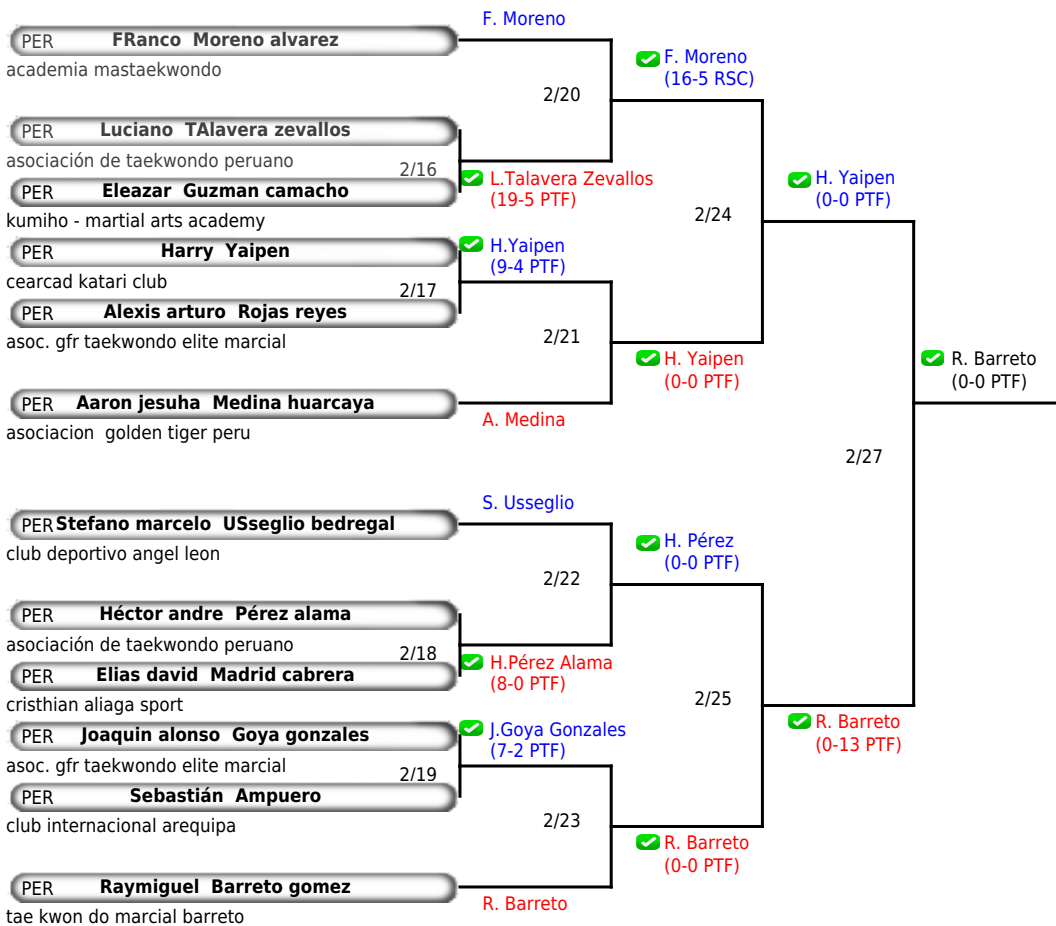 F. Moreno
PER FRanco Moreno alvarez
academia mastaekwondo
F. Moreno
(16-5 RSC)
2/20
PER Luciano TAlavera zevallos
asociación de taekwondo peruano
2/16
L.Talavera Zevallos
(19-5 PTF)
PER Eleazar Guzman camacho
kumiho - martial arts academy
H. Yaipen
(0-0 PTF)
2/24
PER Harry Yaipen
H.Yaipen
(9-4 PTF)
cearcad katari club
2/17
PER Alexis arturo Rojas reyes
asoc. gfr taekwondo elite marcial
2/21
H. Yaipen
(0-0 PTF)
R. Barreto
(0-0 PTF)
PER Aaron jesuha Medina huarcaya
A. Medina
asociacion golden tiger peru
2/27
S. Usseglio
PER Stefano marcelo USseglio bedregal
club deportivo angel leon
H. Pérez
(0-0 PTF)
2/22
PER Héctor andre Pérez alama
asociación de taekwondo peruano
2/18
H.Pérez Alama
(8-0 PTF)
PER Elias david Madrid cabrera
cristhian aliaga sport
2/25
R. Barreto
(0-13 PTF)
PER Joaquin alonso Goya gonzales
J.Goya Gonzales
(7-2 PTF)
asoc. gfr taekwondo elite marcial
2/19
PER Sebastián Ampuero
club internacional arequipa
2/23
R. Barreto
(0-0 PTF)
PER Raymiguel Barreto gomez
R. Barreto
tae kwon do marcial barreto